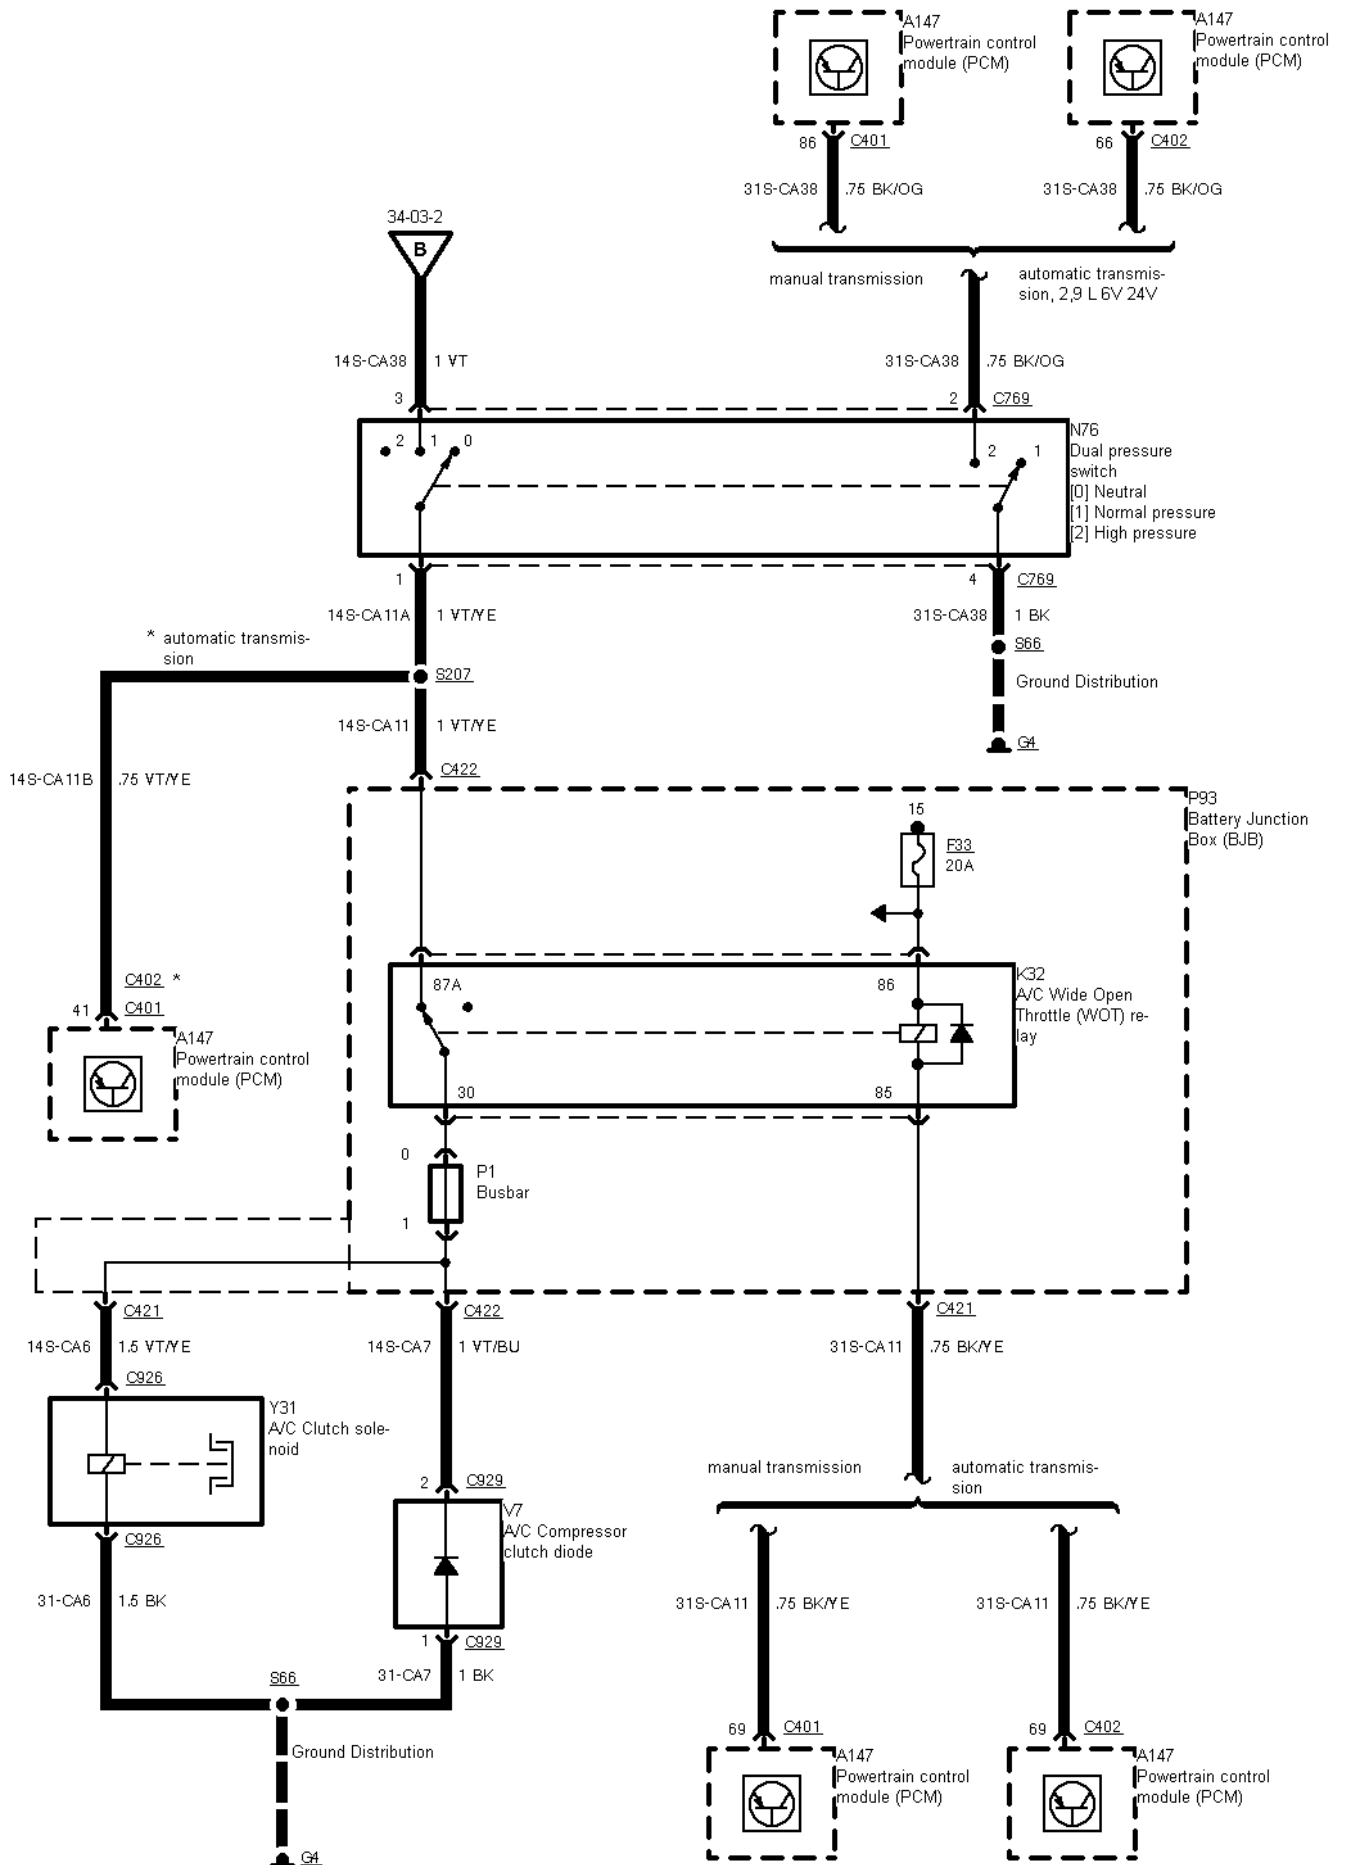 A147
Powertrain control
module (PCM)
A147
Powertrain control
module (PCM)
86 C401
66 C402
31S-CA38 .75 BK/OG
31S-CA38 .75 BK/OG
34-03-2
B
manual transmission
automatic transmis-
sion, 2,9 L 6V 24V
14S-CA38 1 VT
31S-CA38 .75 BK/OG
3
2 C769
2 1 0
2 1
N76
Dual pressure
switch
[0] Neutral
[1] Normal pressure
[2] High pressure
1
4 C769
14S-CA11A 1 VT/YE
31S-CA38 1 BK
* automatic transmis-
sion
S66
S207
Ground Distribution
14S-CA11 1 VT/YE
G4
C422
14S-CA11B .75 VT/YE
P93
Battery Junction
Box (BJB)
15
F33
20A
C402 *
41 C401
A147
Powertrain control
module (PCM)
87A
86
K32
A/C Wide Open
Throttle (WOT) re-
lay
30
85
0
P1
Busbar
1
C421
C422
C421
14S-CA6 1.5 VT/YE
14S-CA7 1 VT/BU
31S-CA11 .75 BK/YE
C926
Y31
A/C Clutch sole-
noid
manual transmission
automatic transmis-
sion
2 C929
V7
A/C Compressor
clutch diode
C926
31-CA6 1.5 BK
31S-CA11 .75 BK/YE
31S-CA11 .75 BK/YE
1 C929
31-CA7 1 BK
S66
69 C401
69 C402
Ground Distribution
A147
Powertrain control
module (PCM)
A147
Powertrain control
module (PCM)
G4